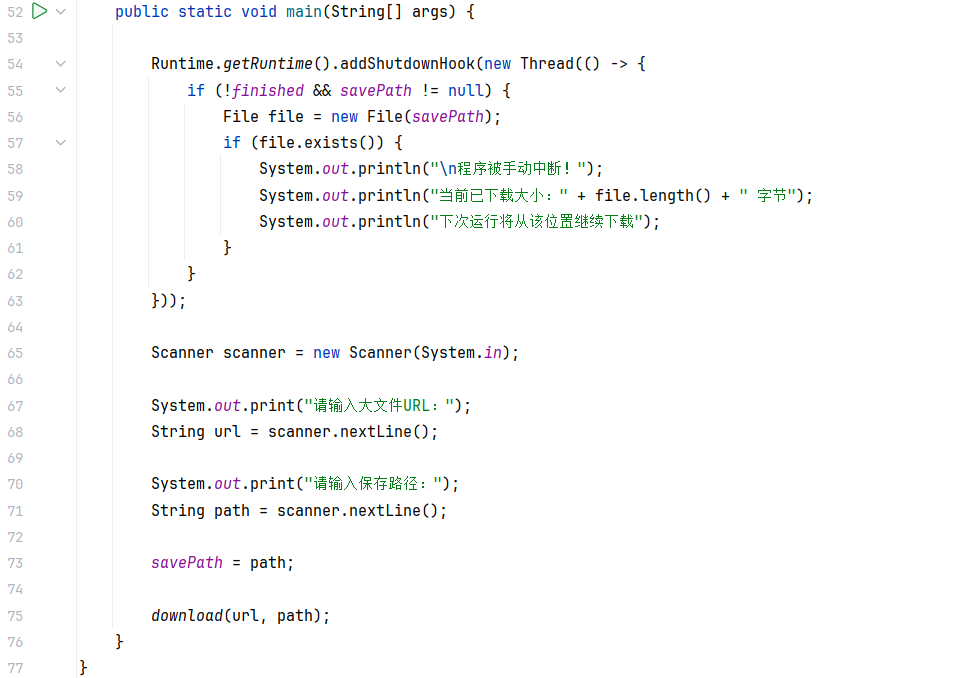 52 public static void main(String[] args) {
53
54 Runtime.getRuntime().addShutdownHook(new Thread(() -> {
55 if (!finished && savePath != null) {
56 File file = new File(savePath);
57 if (file.exists()) {
58 System.out.println("\n程序被手动中断！");
59 System.out.println("当前已下载大小：" + file.length() + " 字节");
60 System.out.println("下次运行将从该位置继续下载");
61 }
62 }
63 }));
64
65 Scanner scanner = new Scanner(System.in);
66
67 System.out.print("请输入大文件URL：");
68 String url = scanner.nextLine();
69
70 System.out.print("请输入保存路径：");
71 String path = scanner.nextLine();
72
73 savePath = path;
74
75 download(url, path);
76 }
77 }